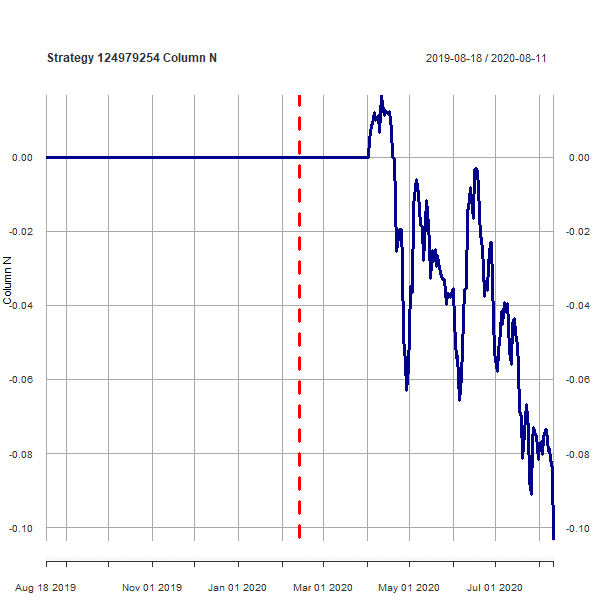 Strategy 124979254 Column N
2019-08-18 / 2020-08-11
0.00 0.00
-0.02 -0.02
-0.04 -0.04
-0.06 -0.06
-0.08 -0.08
-0.10 -0.10
Column N
Aug 18 2019 Nov 01 2019 Jan 01 2020 Mar 01 2020 May 01 2020 Jul 01 2020